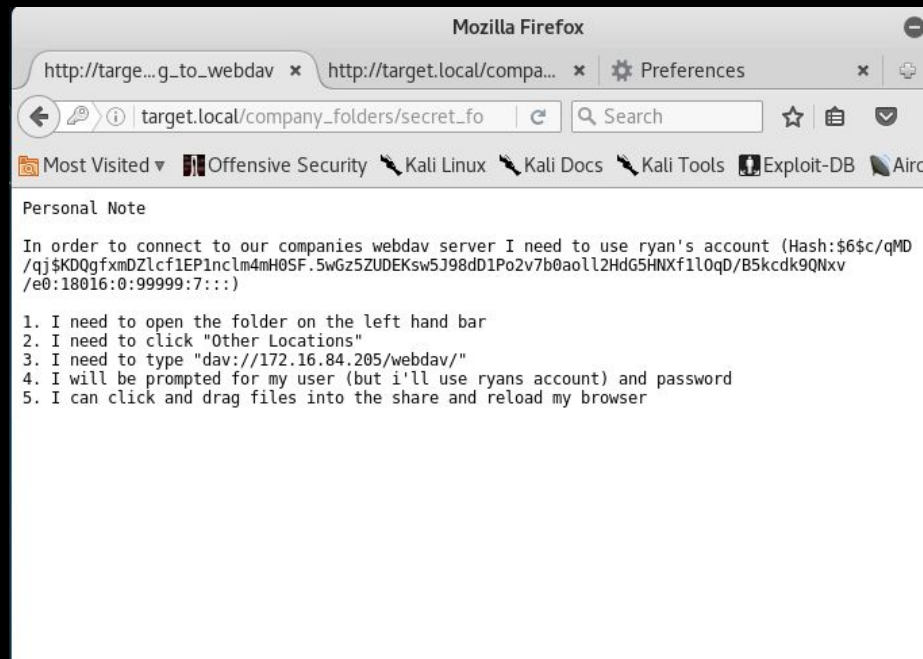 Mozilla Firefox
http://targe...g_to_webdav
http://target.local/compa...
Preferences
target.local/company_folders/secret_fo
Search
Most Visited
Offensive Security
Kali Linux
Kali Docs
Kali Tools
Exploit-DB
Airc
Personal Note
In order to connect to our companies webdav server I need to use ryan's account (Hash:$6$c/qMD
/qj$KDQgfxmDZlcf1EP1nclm4mH0SF.5wGz5ZUDEKsw5J98dD1Po2v7b0aoll2HdG5HNXf1lOqD/B5kcdk9QNxv
/e0:18016:0:99999:7:::)
1. I need to open the folder on the left hand bar
2. I need to click "Other Locations"
3. I need to type "dav://172.16.84.205/webdav/"
4. I will be prompted for my user (but i'll use ryans account) and password
5. I can click and drag files into the share and reload my browser